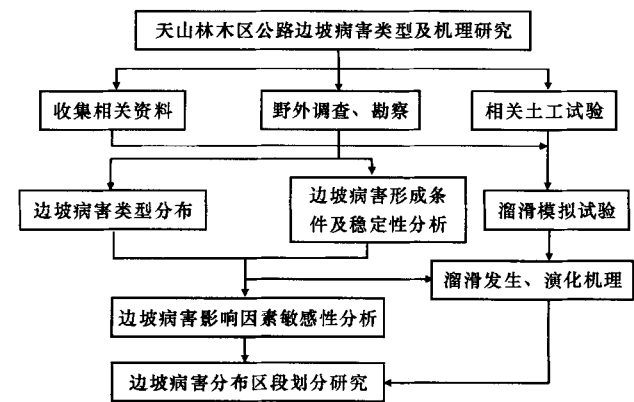 天山林木区公路边坡病害类型及机理研究
收集相关资料
野外调查、勘察
相关土工试验
边坡病害类型分布
边坡病害形成条
件及稳定性分析
溜滑模拟试验
溜滑发生、演化机理
边坡病害影响因素敏感性分析
边坡病害分布区段划分研究